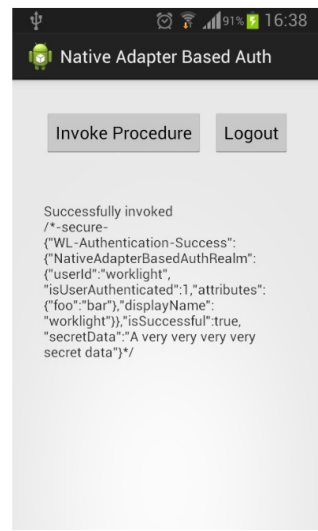 91% 16:38
Native Adapter Based Auth
Invoke Procedure Logout
Successfully invoked
/*-secure-
{"WL-Authentication-Success":
{"NativeAdapterBasedAuthRealm":
{"userId":"worklight",
"isUserAuthenticated":1,"attributes":
{"foo":"bar"},"displayName":
"worklight"}},"isSuccessful":true,
"secretData":"A very very very very
secret data"}*/